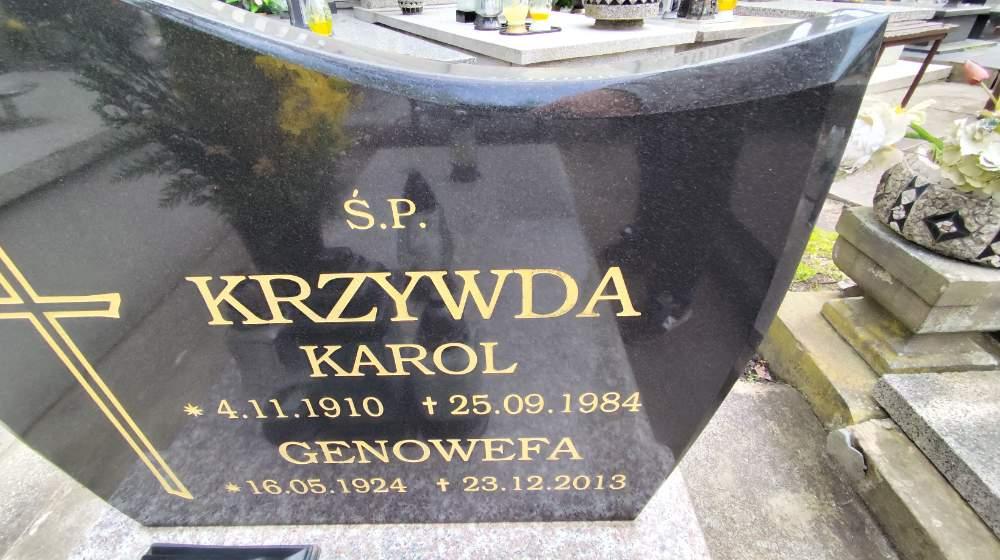 Ś.P.
KRZYWDA
KAROL
* 4.11.1910 † 25.09.1984
GENOWEFA
* 16.05.1924 † 23.12.2013